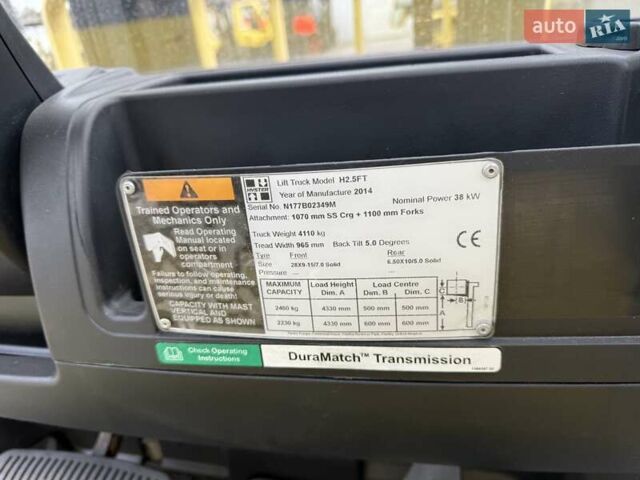 auto RIA.com
HYSTER
Lift Truck Model H2.5FT
Year of Manufacture 2014
Serial No. N177B02349M Nominal Power 38 kW
Attachment: 1070 mm SS Crg + 1100 mm Forks
Truck Weight 4110 kg
Tread Width 965 mm Back Tilt 5.0 Degrees
Type Front Rear
Size 28X9-15/7.0 Solid 6.50X10/5.0 Solid
Pressure — —
CE
Trained Operators and
Mechanics Only
Read Operating
Manual located
on seat or in
operators
compartment
Failure to follow operating,
inspection, and maintenance
instructions can cause
serious injury or death!
CAPACITY WITH MAST
VERTICAL AND
EQUIPPED AS SHOWN
MAXIMUM CAPACITY Load Height Dim. A Load Centre Dim. B Dim. C
2460 kg 4330 mm 500 mm 500 mm
2230 kg 4330 mm 600 mm 600 mm
C B A
Check Operating
Instructions
DuraMatch™ Transmission